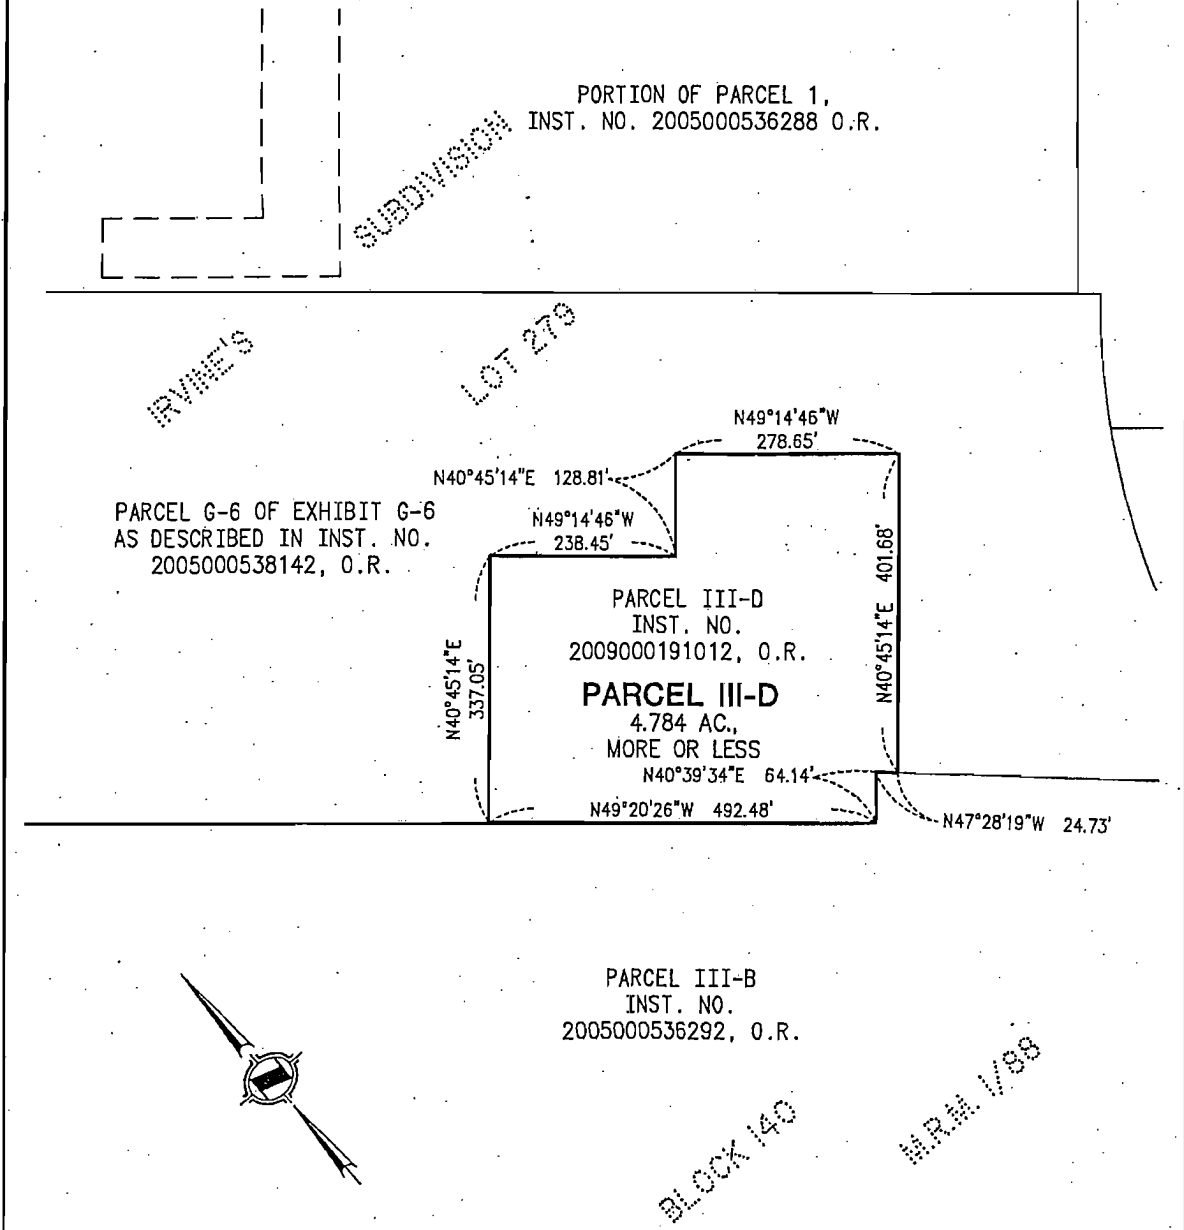 PORTION OF PARCEL 1,
INST. NO. 2005000536288 O.R.
SUBDIVISION
IRVINE'S
LOT 279
N49°14'46"W
278.65'
N40°45'14"E 128.81'
PARCEL G-6 OF EXHIBIT G-6
AS DESCRIBED IN INST. NO.
2005000538142, O.R.
N49°14'46"W
238.45'
N40°45'14"E 401.68'
PARCEL III-D
INST. NO.
2009000191012, O.R.
N40°45'14"E
337.05'
PARCEL III-D
4.784 AC.,
MORE OR LESS
N40°39'34"E 64.14'
N49°20'26"W 492.48'
N47°28'19"W 24.73'
PARCEL III-B
INST. NO.
2005000536292, O.R.
BLOCK 140
M.R.M. 1/88